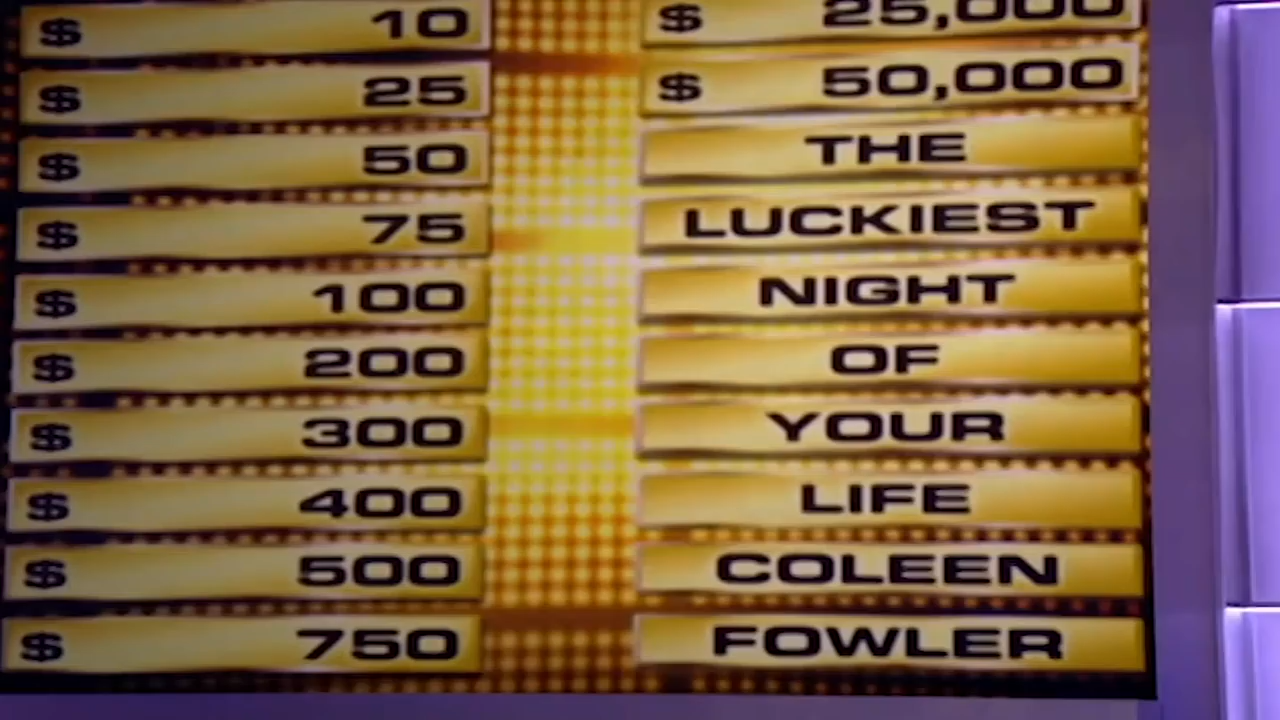 $ 10
$ 25
$ 50
$ 75
$ 100
$ 200
$ 300
$ 400
$ 500
$ 750
$ 25,000
$ 50,000
THE
LUCKIEST
NIGHT
OF
YOUR
LIFE
COLEEN
FOWLER